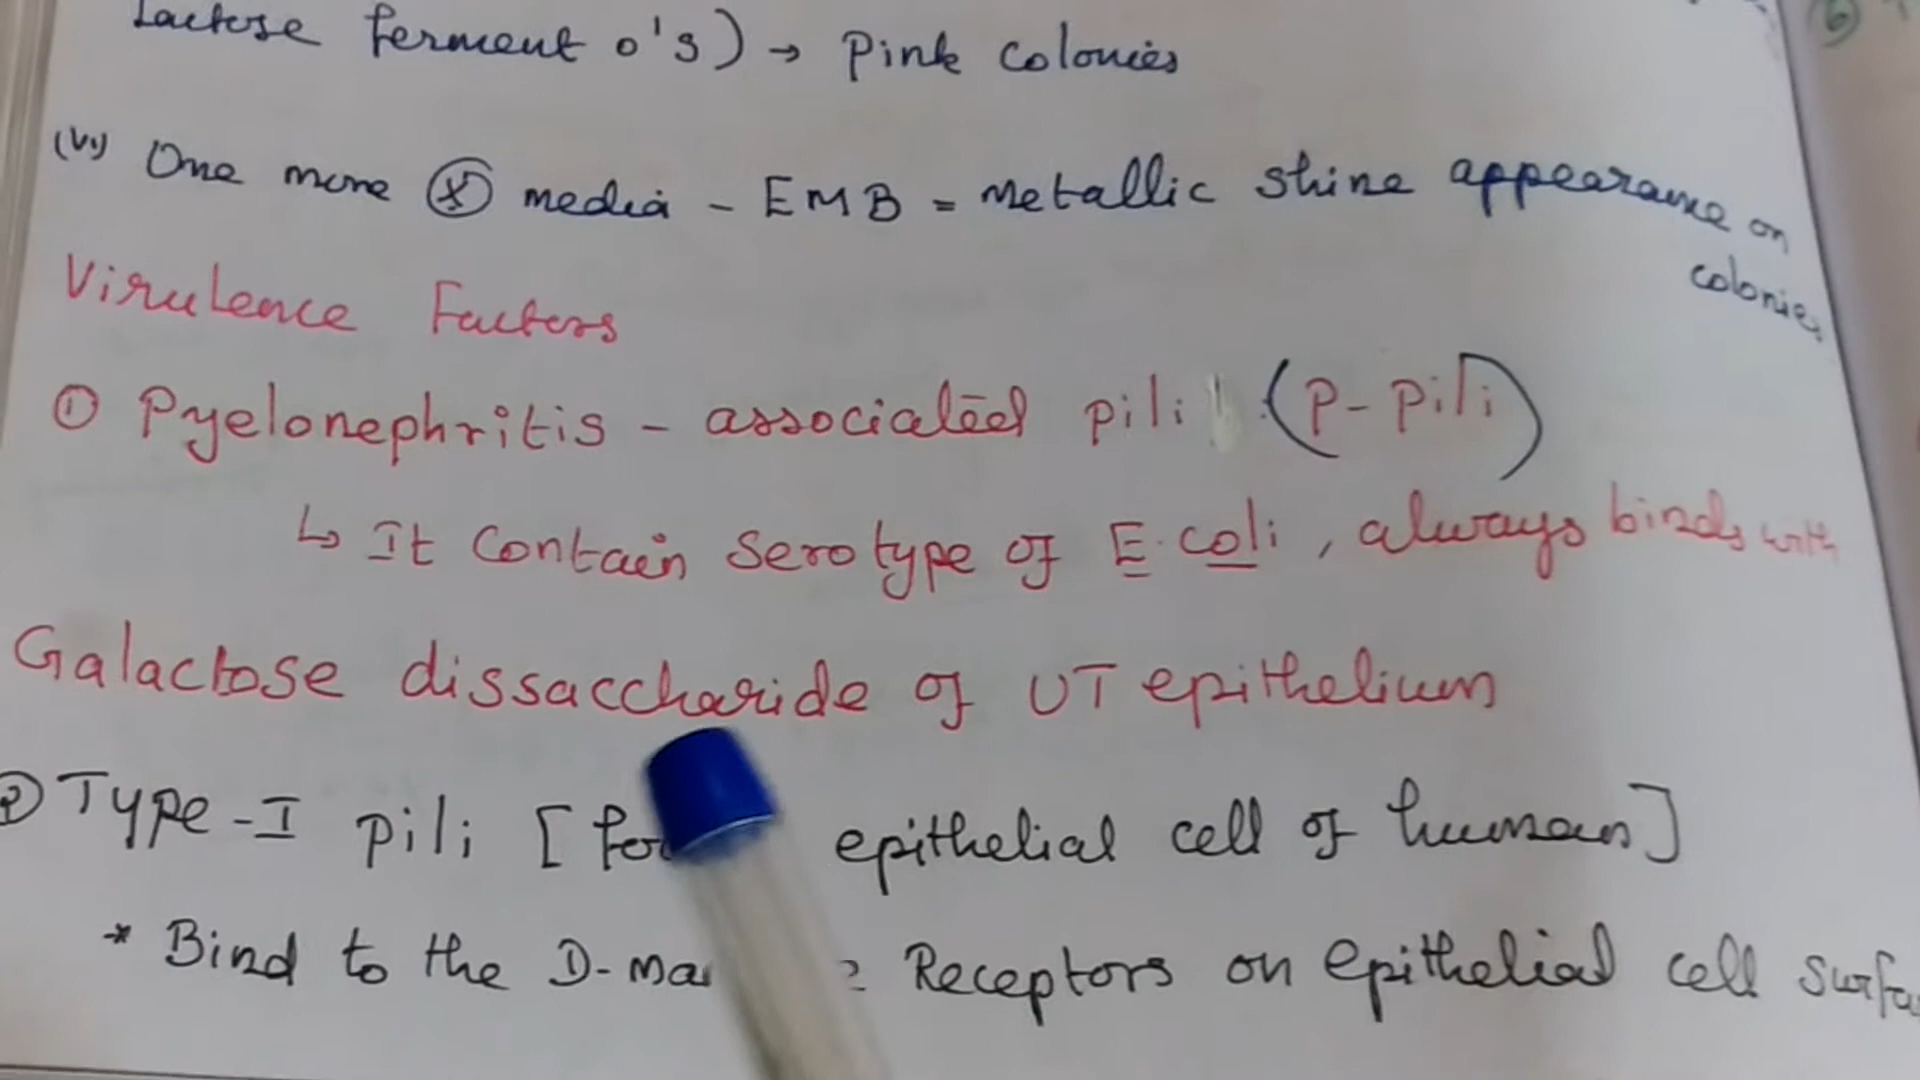 Lactose ferment o's) → Pink colonies
(vi) One more * media - EMB = Metallic shine appearance on
colonies
Virulence Factors
① Pyelonephritis - associated pili (P-pili)
↳ It contain serotype of E. coli, always binds with
Galactose dissaccharide of UT epithelium
② Type-I pili [ epithelial cell of human]
* Bind to the Receptors on epithelial cell